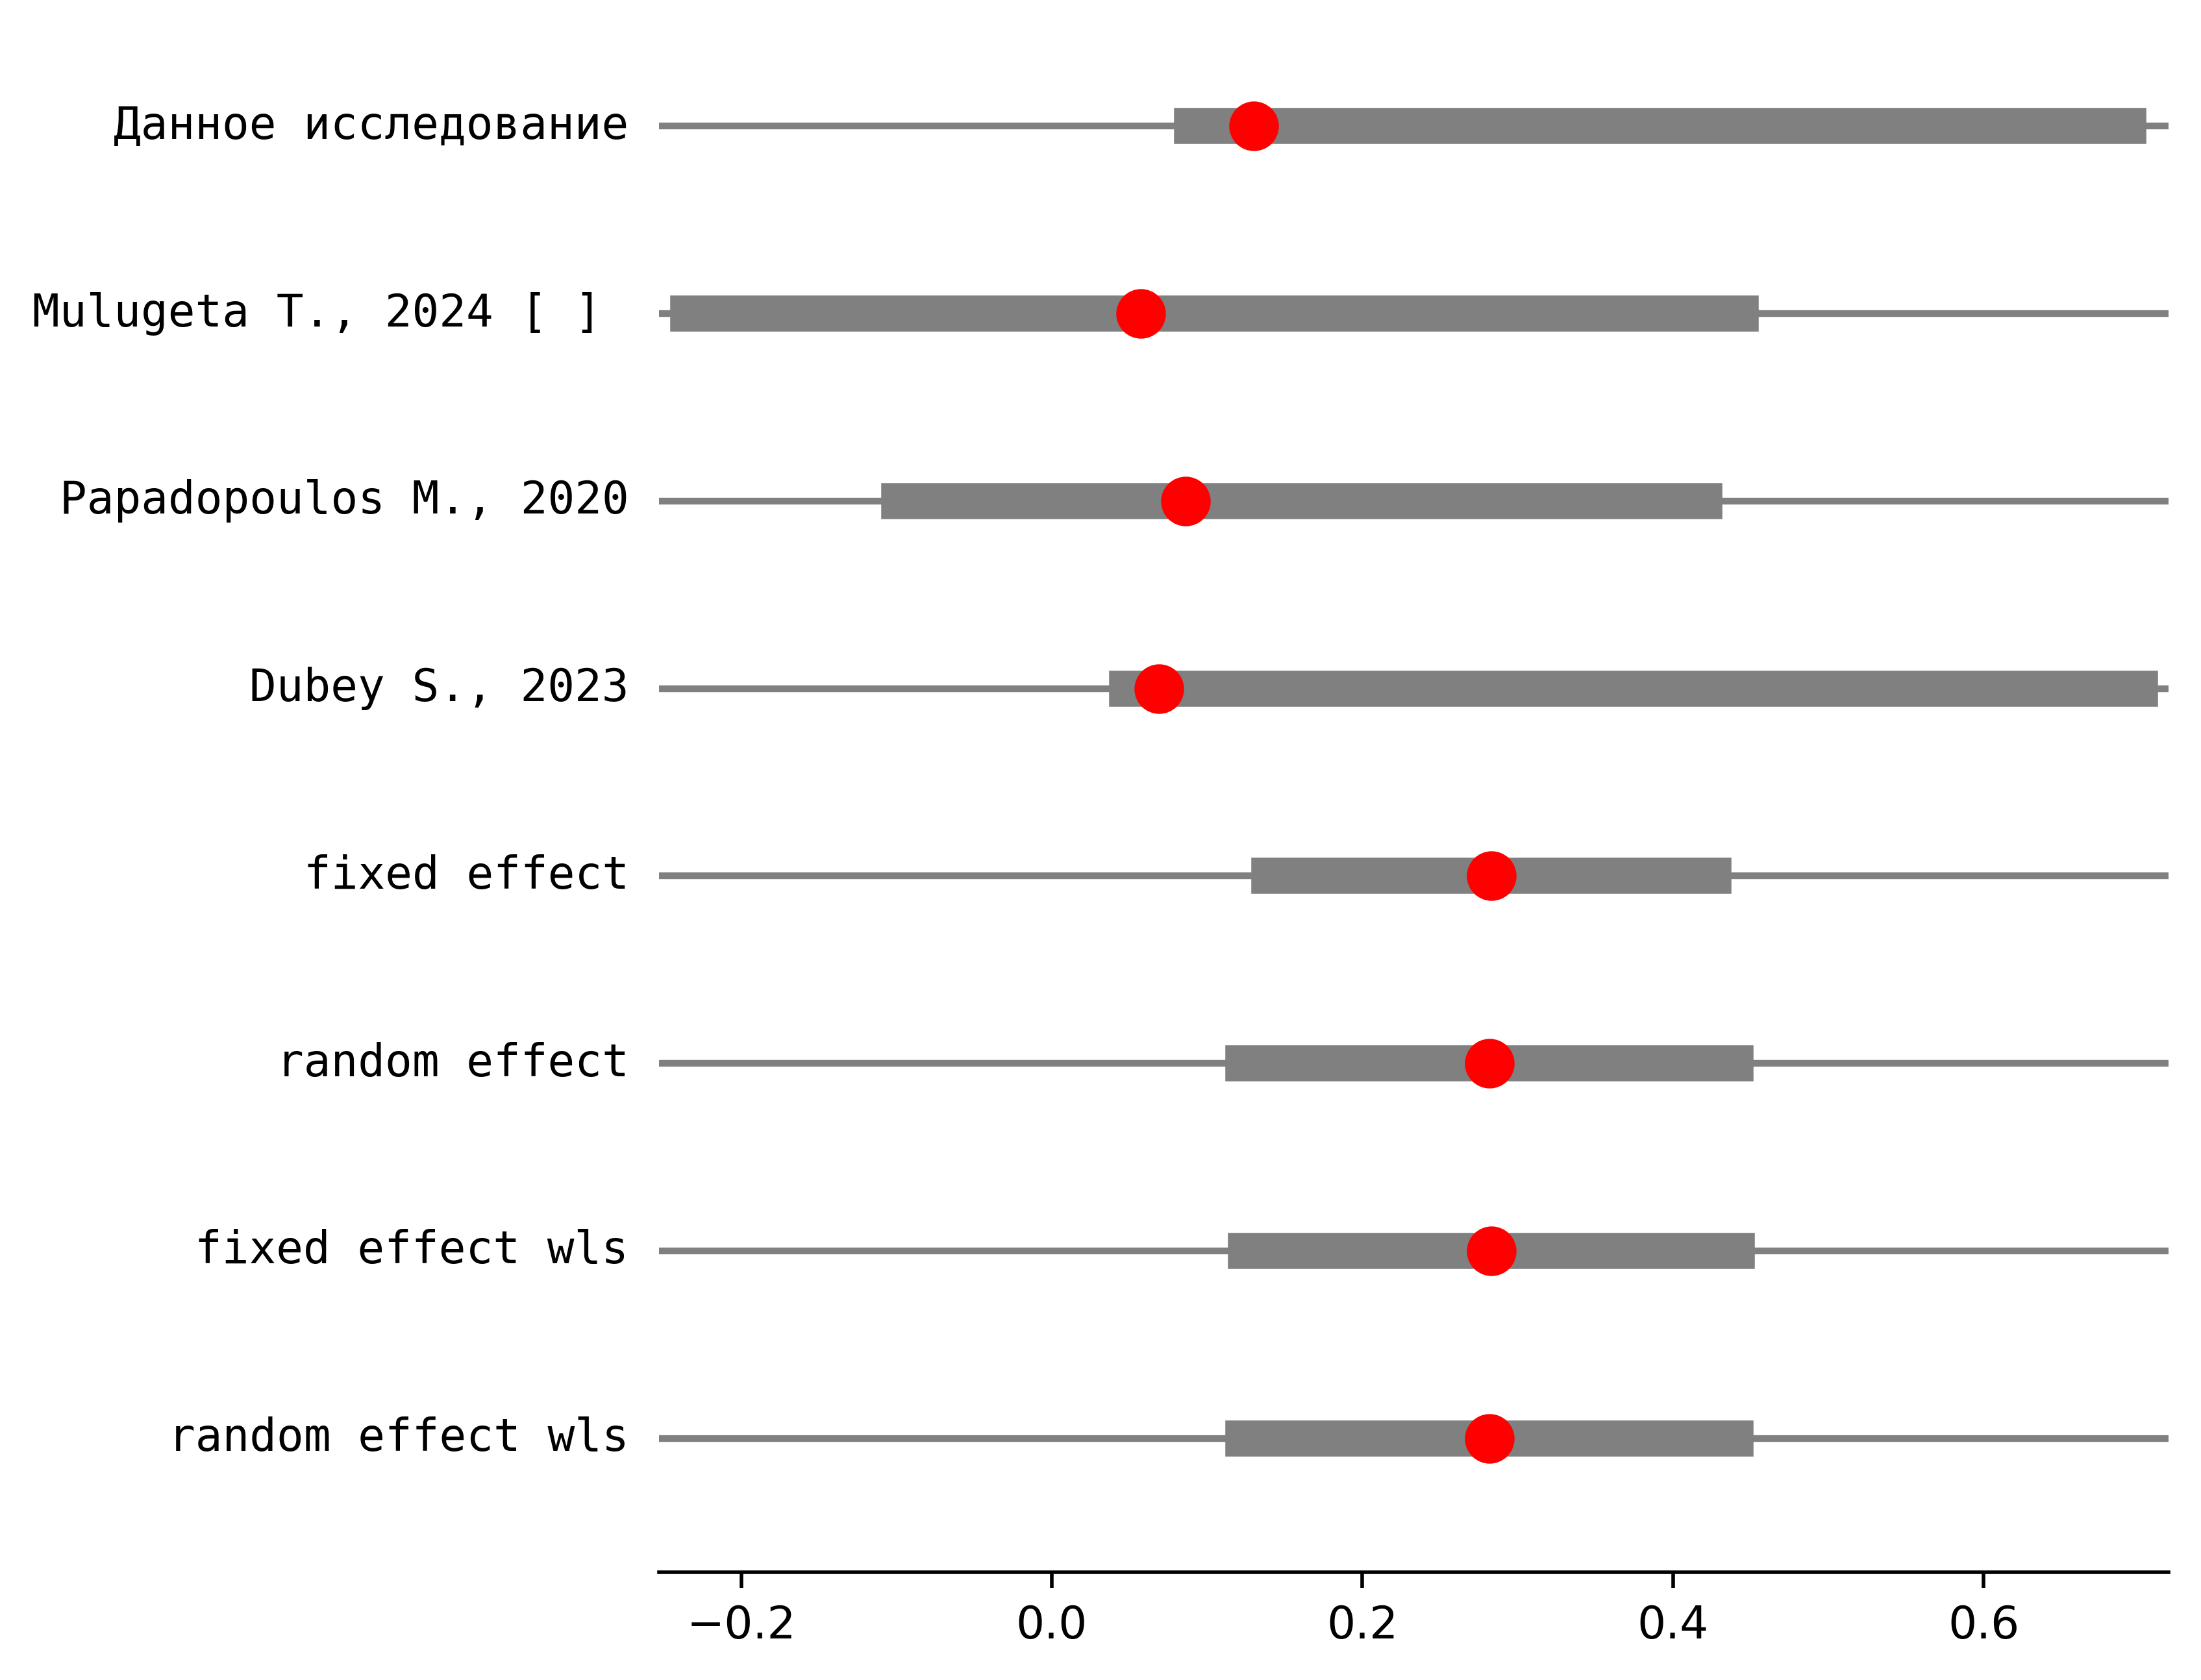 Данное исследование
Mulugeta T., 2024 [ ]
Papadopoulos M., 2020
Dubey S., 2023
fixed effect
random effect
fixed effect wls
random effect wls
−0.2 0.0 0.2 0.4 0.6